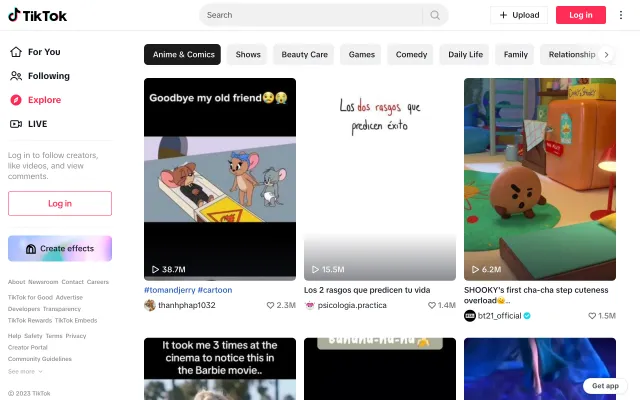 TikTok
Search
+ Upload
Log in
For You
Following
Explore
LIVE
Log in to follow creators,
like videos, and view
comments.
Log in
Create effects
About Newsroom Contact Careers
TikTok for Good Advertise
Developers Transparency
TikTok Rewards TikTok Embeds
Help Safety Terms Privacy
Creator Portal
Community Guidelines
See more
© 2023 TikTok
Anime & Comics
Shows
Beauty Care
Games
Comedy
Daily Life
Family
Relationship
Goodbye my old friend
38.7M
#tomandjerry #cartoon
thanhphap1032
2.3M
Los dos rasgos que
predicen éxito
15.5M
Los 2 rasgos que predicen tu vida
psicologia.practica
1.4M
6.2M
SHOOKY's first cha-cha step cuteness
overload🤗...
bt21_official
1.5M
It took me 3 times at the
cinema to notice this in
the Barbie movie..
Get app